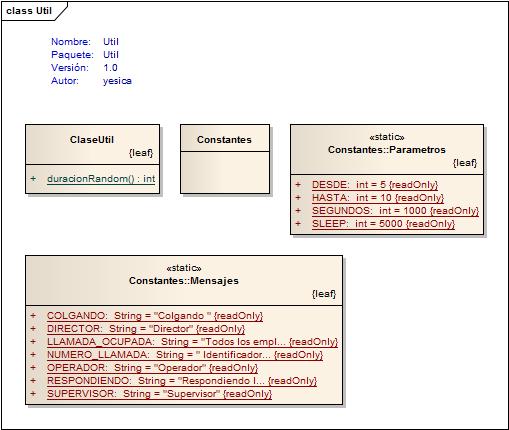 class Util
Nombre: Util
Paquete: Util
Versión: 1.0
Autor: yesica
ClaseUtil
{leaf}
+ duracionRandom() : int
Constantes
«static»
Constantes::Parametros
{leaf}
+ DESDE: int = 5 {readOnly}
+ HASTA: int = 10 {readOnly}
+ SEGUNDOS: int = 1000 {readOnly}
+ SLEEP: int = 5000 {readOnly}
«static»
Constantes::Mensajes
{leaf}
+ COLGANDO: String = "Colgando " {readOnly}
+ DIRECTOR: String = "Director" {readOnly}
+ LLAMADA_OCUPADA: String = "Todos los empl... {readOnly}
+ NUMERO_LLAMADA: String = " Identificador... {readOnly}
+ OPERADOR: String = "Operador" {readOnly}
+ RESPONDIENDO: String = "Respondiendo l... {readOnly}
+ SUPERVISOR: String = "Supervisor" {readOnly}